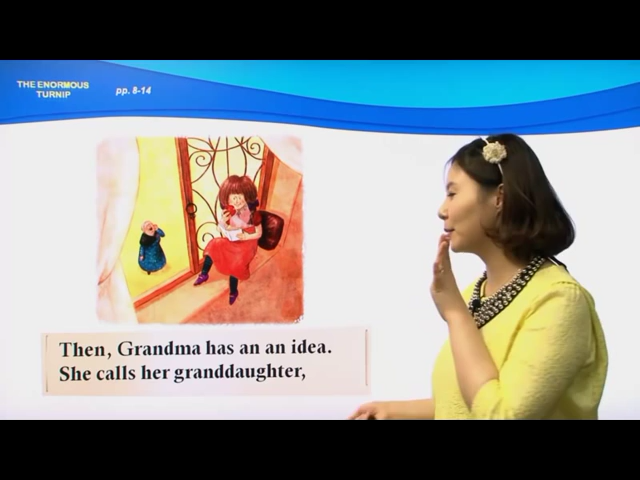 THE ENORMOUS
TURNIP
pp. 8-14
Then, Grandma has an an idea.
She calls her granddaughter,